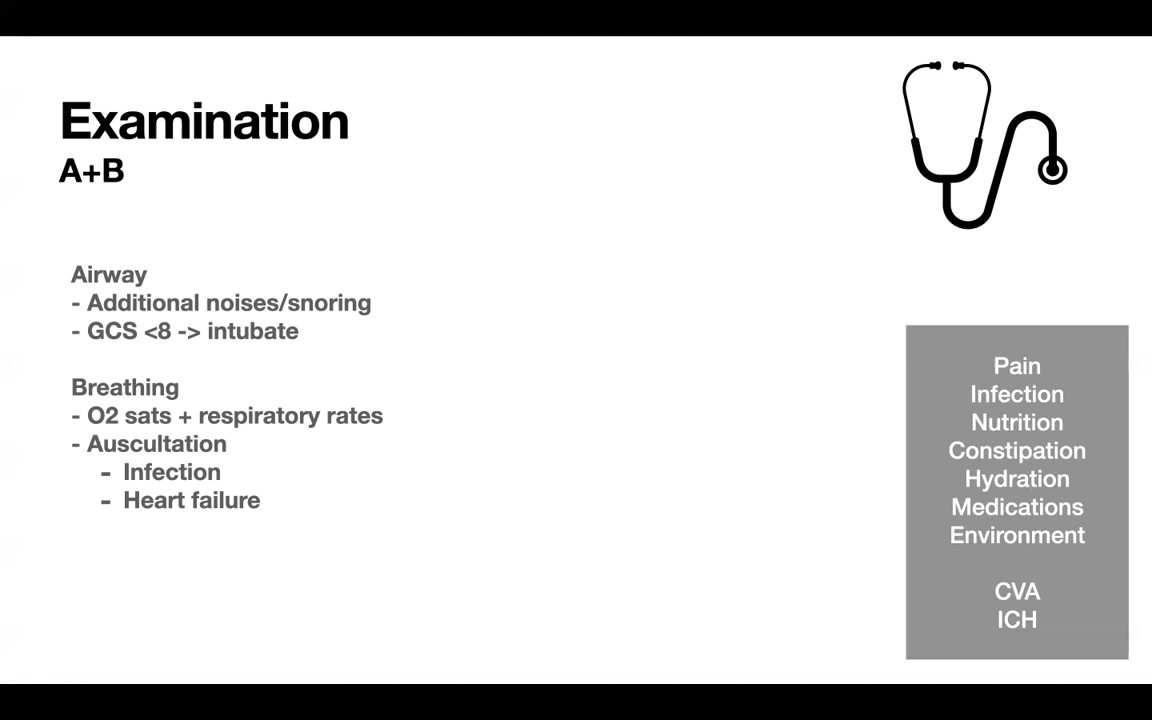 Examination
A+B
Airway
- Additional noises/snoring
- GCS <8 -> intubate
Breathing
- O2 sats + respiratory rates
- Auscultation
- Infection
- Heart failure
Pain
Infection
Nutrition
Constipation
Hydration
Medications
Environment
CVA
ICH